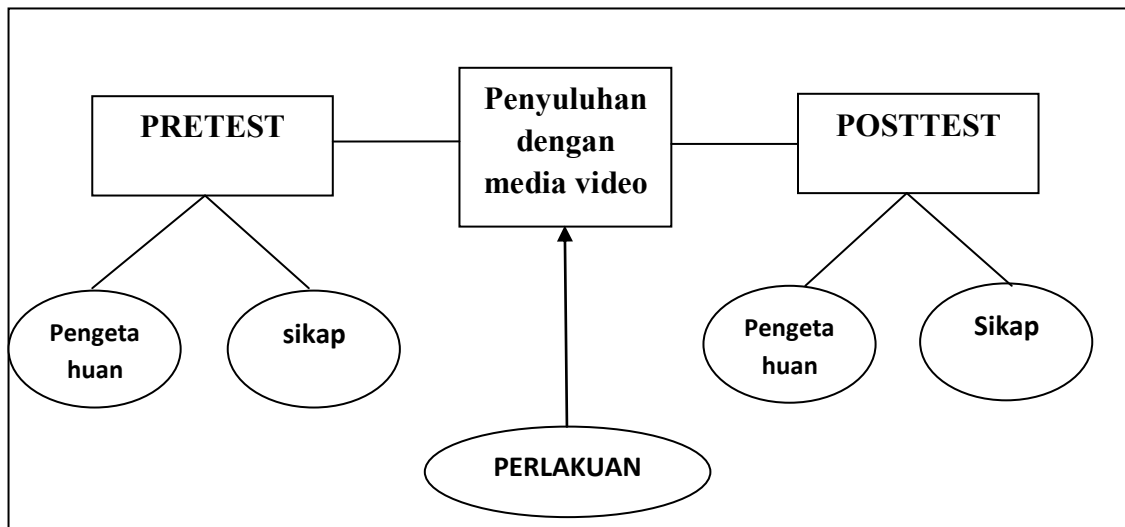 PRETEST
Penyuluhan
dengan
media video
POSTTEST
Pengeta
huan
sikap
Pengeta
huan
Sikap
PERLAKUAN